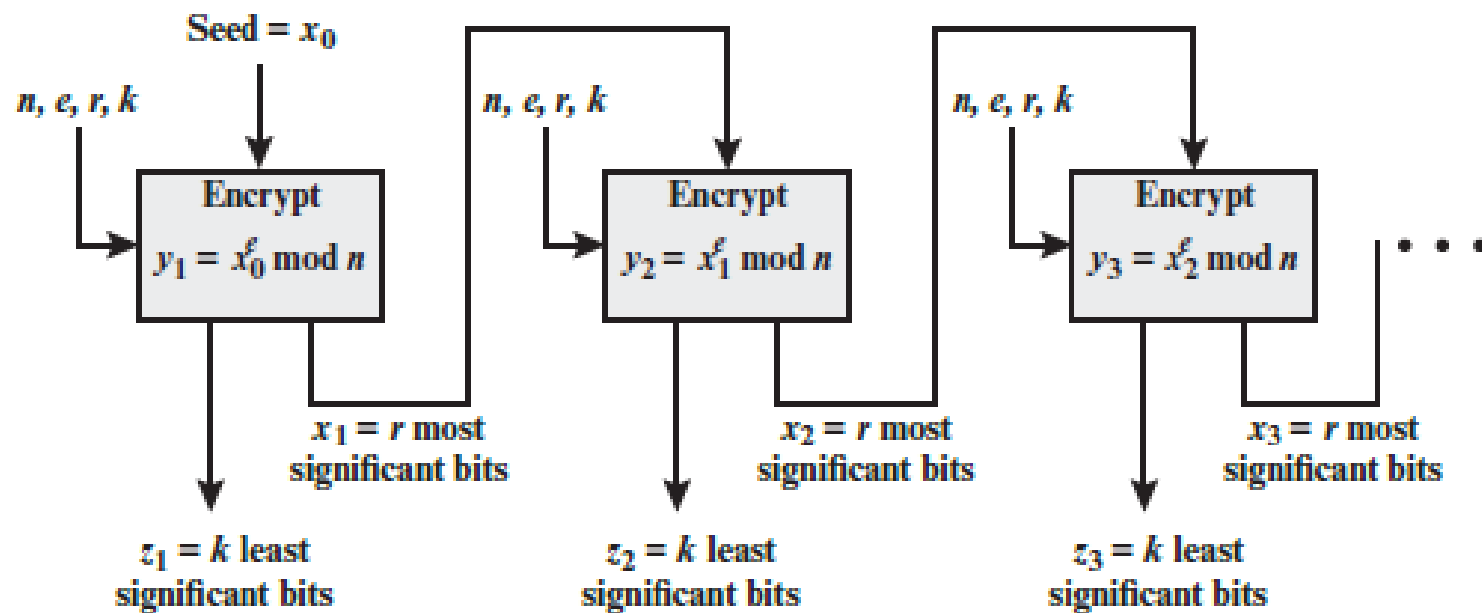 Seed = x₀
n, e, r, k
n, e, r, k
n, e, r, k
Encrypt
y₁ = x₀ᵉ mod n
Encrypt
y₂ = x₁ᵉ mod n
Encrypt
y₃ = x₂ᵉ mod n
• • •
x₁ = r most
significant bits
x₂ = r most
significant bits
x₃ = r most
significant bits
z₁ = k least
significant bits
z₂ = k least
significant bits
z₃ = k least
significant bits